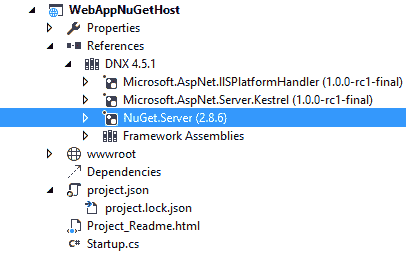 WebAppNuGetHost
Properties
References
DNX 4.5.1
Microsoft.AspNet.IISPlatformHandler (1.0.0-rc1-final)
Microsoft.AspNet.Server.Kestrel (1.0.0-rc1-final)
NuGet.Server (2.8.6)
Framework Assemblies
wwwroot
Dependencies
project.json
project.lock.json
Project_Readme.html
C# Startup.cs